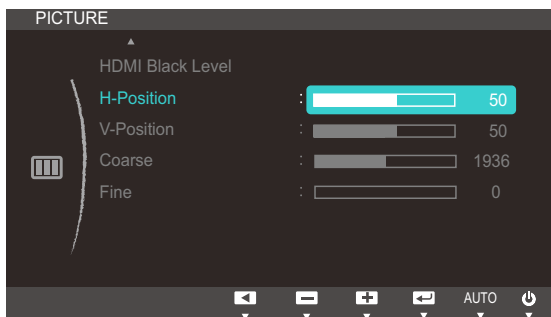 PICTURE
HDMI Black Level
H-Position : 50
V-Position : 50
Coarse : 1936
Fine : 0
AUTO